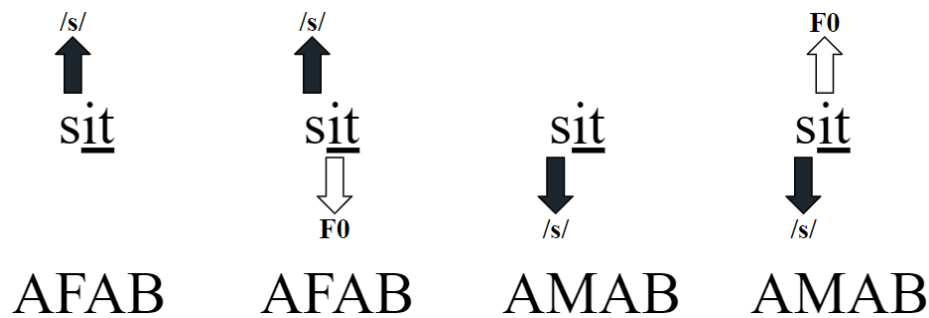 /s/ /s/ F0
sit sit sit sit
F0 /s/ /s/
AFAB AFAB AMAB AMAB